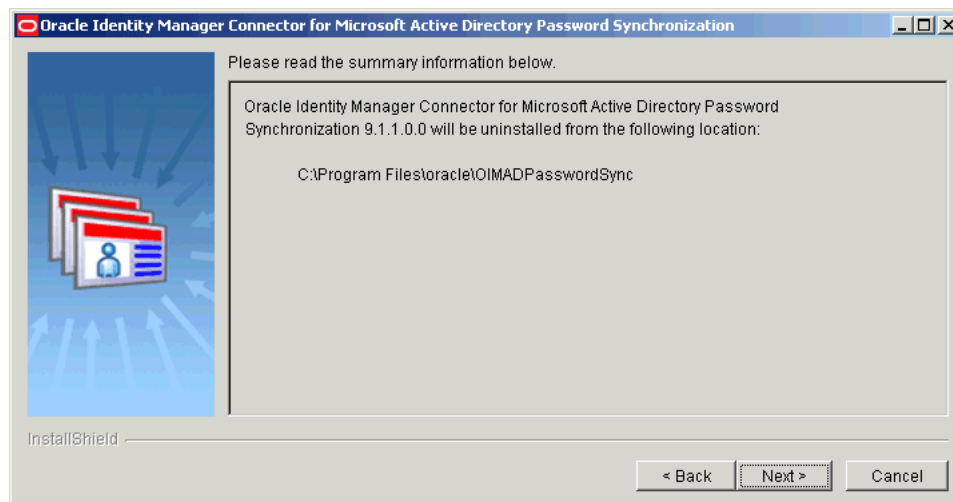 Oracle Identity Manager Connector for Microsoft Active Directory Password Synchronization
Please read the summary information below.
Oracle Identity Manager Connector for Microsoft Active Directory Password
Synchronization 9.1.1.0.0 will be uninstalled from the following location:
C:\Program Files\oracle\OIMADPasswordSync
InstallShield
< Back
Next >
Cancel